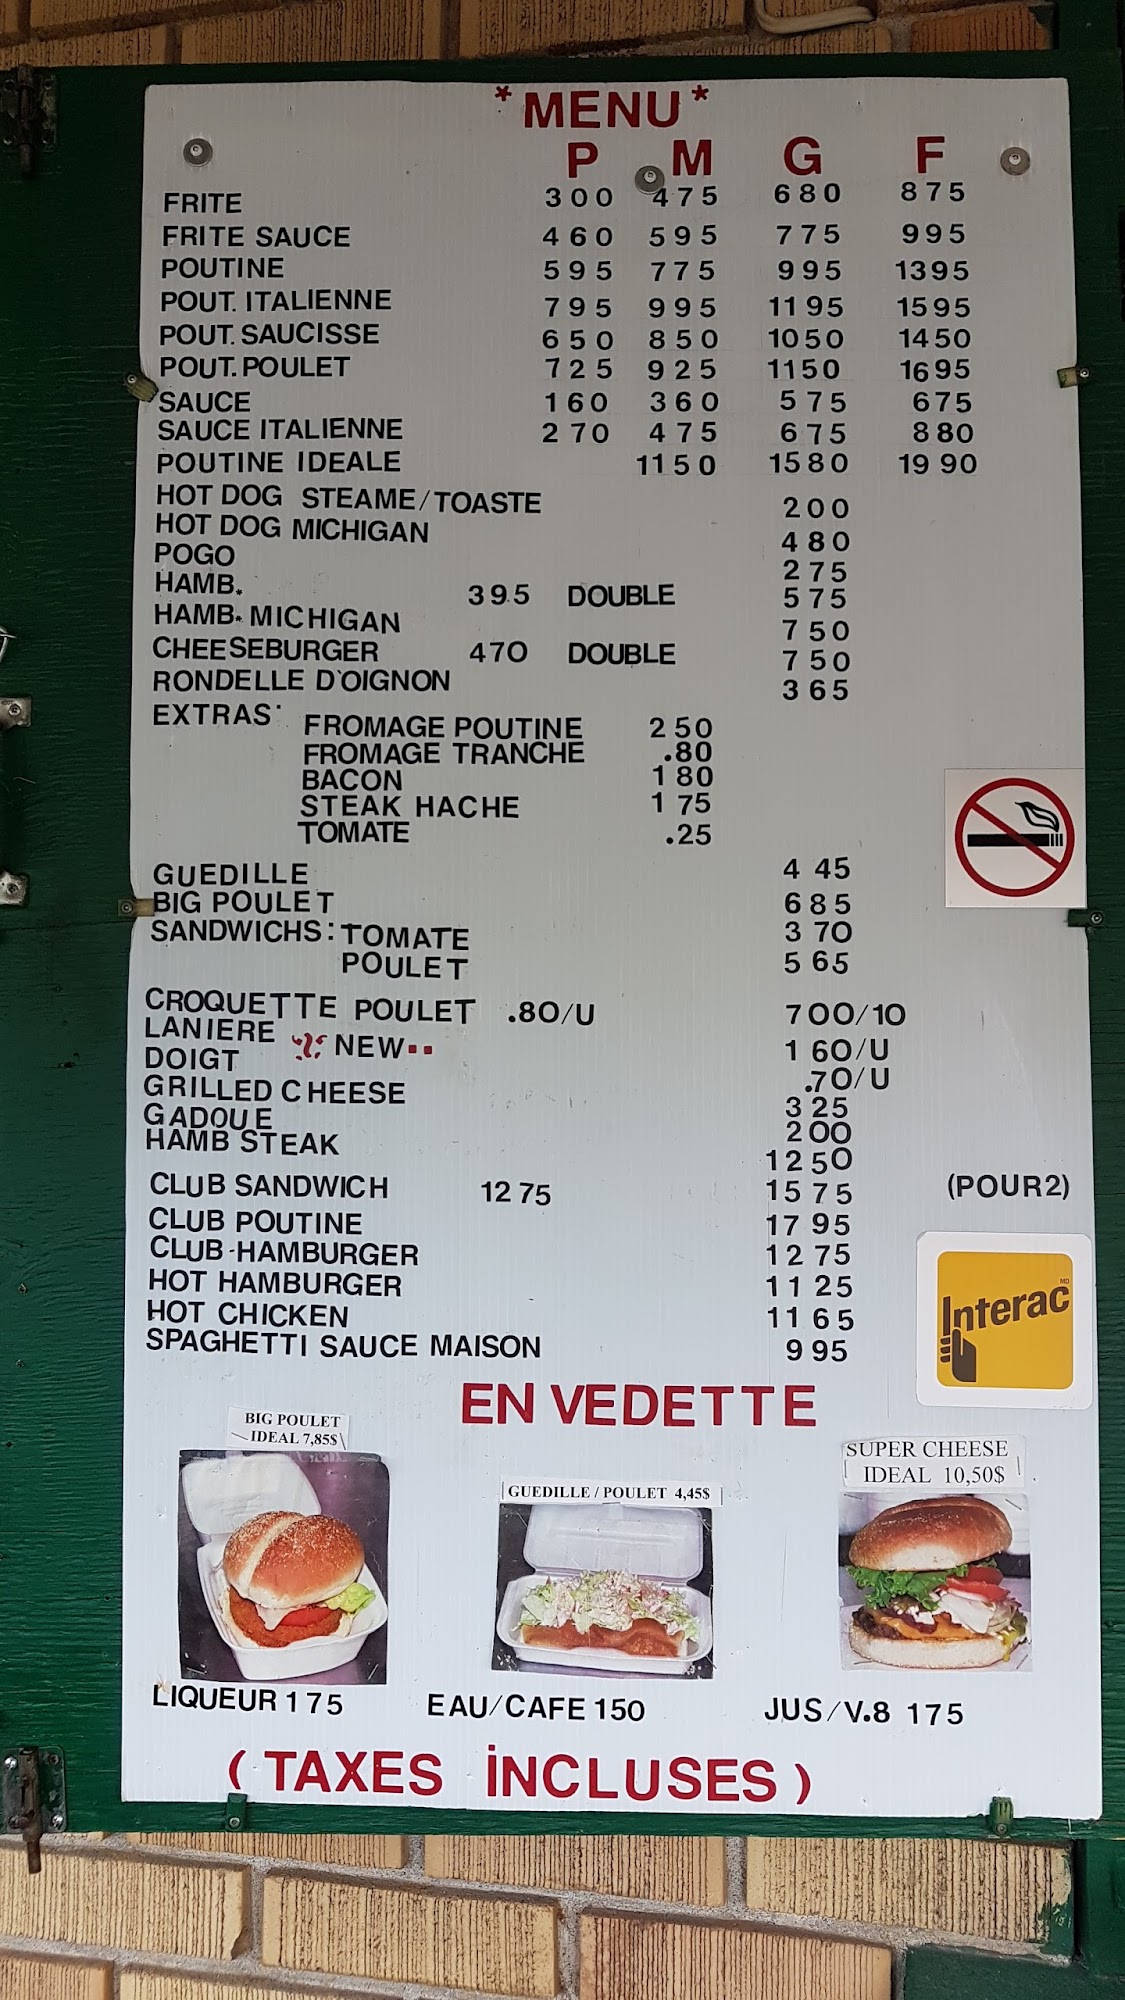 *MENU*
P M G F
FRITE 300 475 680 875
FRITE SAUCE 460 595 775 995
POUTINE 595 775 995 1395
POUT. ITALIENNE 795 995 1195 1595
POUT. SAUCISSE 650 850 1050 1450
POUT. POULET 725 925 1150 1695
SAUCE 160 360 575 675
SAUCE ITALIENNE 270 475 675 880
POUTINE IDEALE 1150 1580 1990
HOT DOG STEAME/TOASTE 200
HOT DOG MICHIGAN 480
POGO 275
HAMB. 395 DOUBLE 575
HAMB. MICHIGAN 750
CHEESEBURGER 470 DOUBLE 750
RONDELLE D'OIGNON 365
EXTRAS: FROMAGE POUTINE 250
FROMAGE TRANCHE .80
BACON 180
STEAK HACHE 175
TOMATE .25
GUEDILLE 445
BIG POULET 685
SANDWICHS: TOMATE 370
POULET 565
CROQUETTE POULET .80/U 700/10
LANIERE NEW.. 160/U
DOIGT .70/U
GRILLED CHEESE 325
GADOUE 200
HAMB STEAK 1250
CLUB SANDWICH 1275 1575 (POUR2)
CLUB POUTINE 1795
CLUB-HAMBURGER 1275
HOT HAMBURGER 1125
HOT CHICKEN 1165
SPAGHETTI SAUCE MAISON 995
Interac MD
EN VEDETTE
BIG POULET
IDEAL 7,85$
GUEDILLE / POULET 4,45$
SUPER CHEESE
IDEAL 10,50$
LIQUEUR 175 EAU/CAFE 150 JUS/V.8 175
(TAXES INCLUSES)